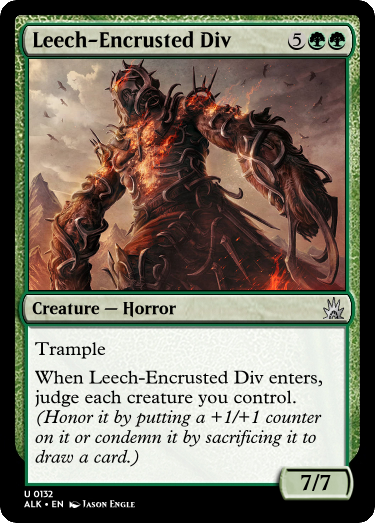 Leech-Encrusted Div 5
Creature — Horror
Trample
When Leech-Encrusted Div enters,
judge each creature you control.
(Honor it by putting a +1/+1 counter
on it or condemn it by sacrificing it to
draw a card.)
7/7
U 0132
ALK • EN Jason Engle